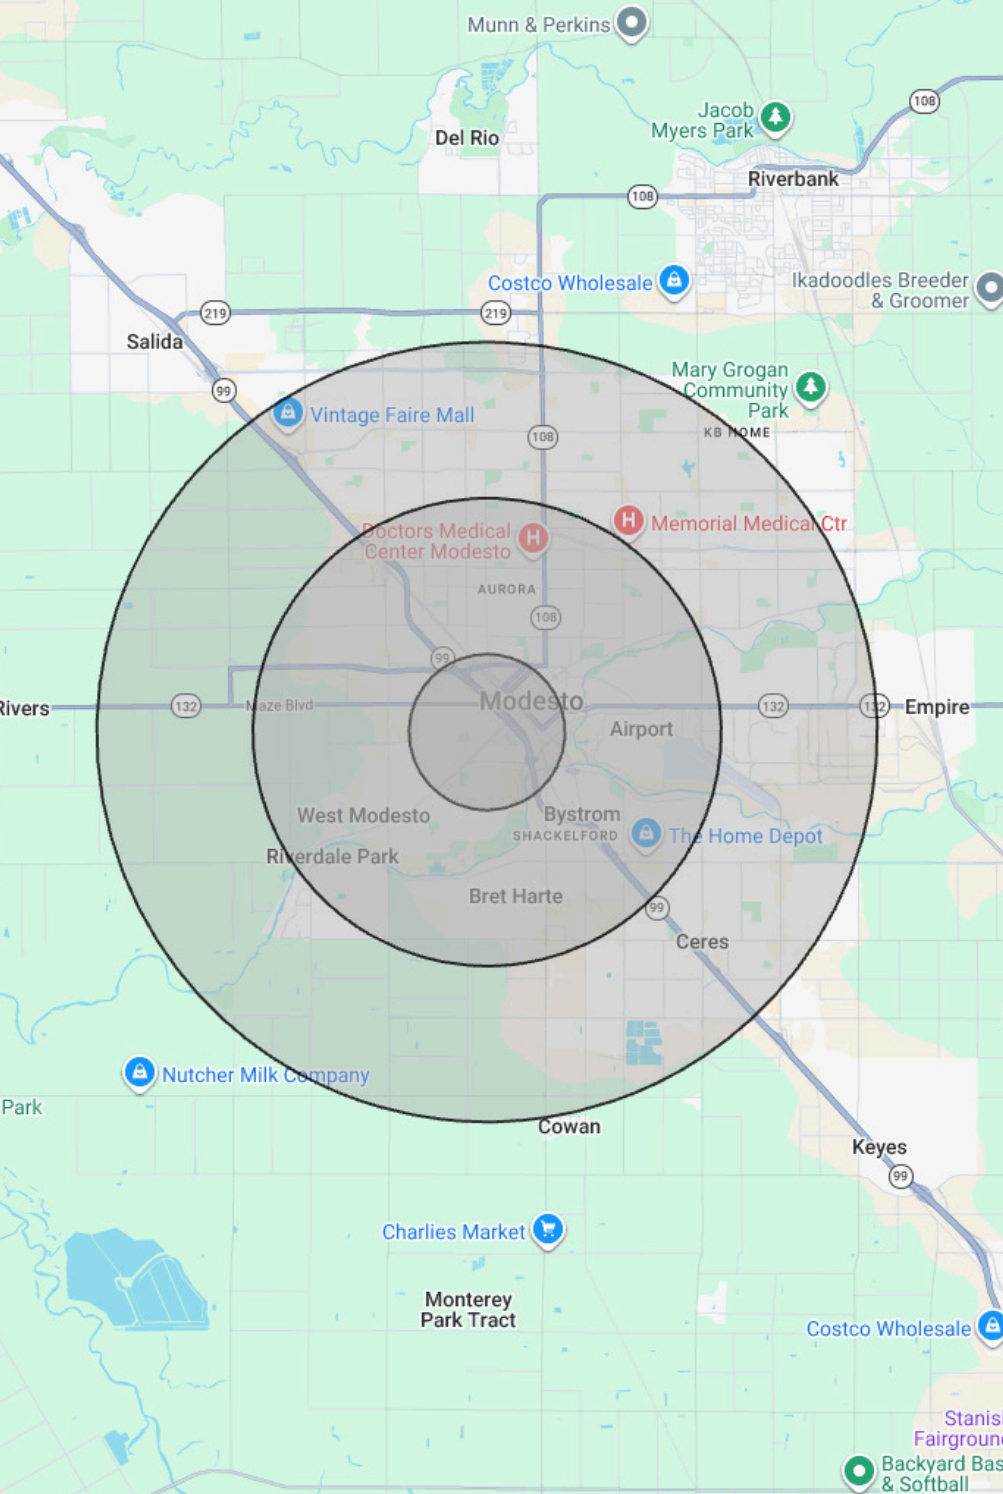 Munn & Perkins
108
Jacob
Myers Park
Del Rio
Riverbank
108
Costco Wholesale
Ikadoodles Breeder
& Groomer
219
219
Salida
Mary Grogan
Community
Park
99
Vintage Faire Mall
KB HOME
108
Doctors Medical
Center Modesto
Memorial Medical Ctr
AURORA
108
99
Modesto
Rivers
132
Maze Blvd
132
132
Empire
Airport
West Modesto
Bystrom
SHACKELFORD
The Home Depot
Riverdale Park
Bret Harte
99
Ceres
Nutcher Milk Company
Park
Cowan
Keyes
99
Charlies Market
Monterey
Park Tract
Costco Wholesale
Stanis
Fairgroun
Backyard Bas
& Softball